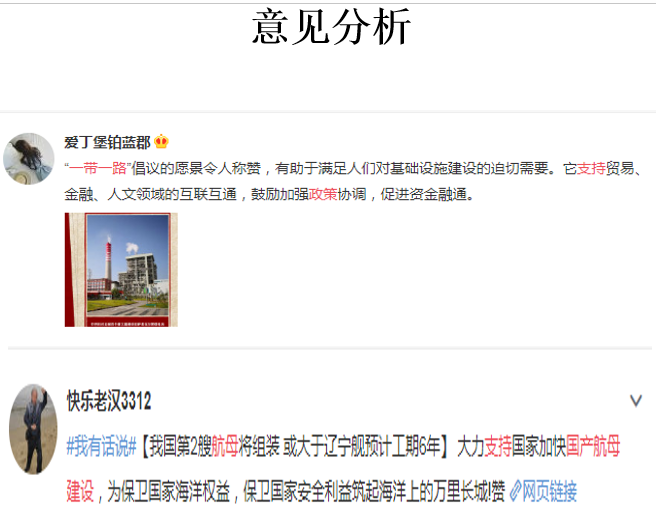 意见分析
爱丁堡铂蓝郡
“一带一路”倡议的愿景令人称赞，有助于满足人们对基础设施建设的迫切需要。它支持贸易、
金融、人文领域的互联互通，鼓励加强政策协调，促进资金融通。
快乐老汉3312
#我有话说#【我国第2艘航母将组装 或大于辽宁舰预计工期6年】大力支持国家加快国产航母
建设，为保卫国家海洋权益，保卫国家安全利益筑起海洋上的万里长城!赞 网页链接